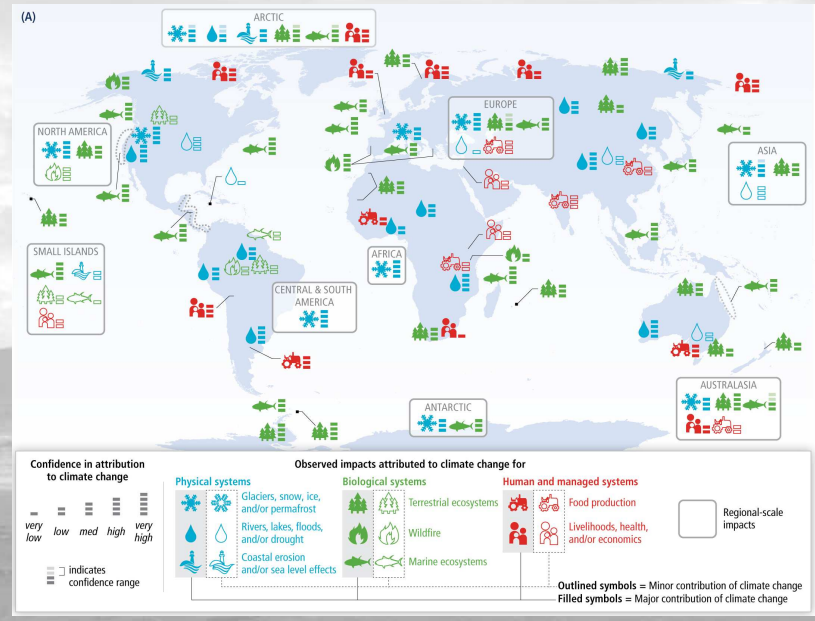 (A)
ARCTIC
NORTH AMERICA
EUROPE
ASIA
SMALL ISLANDS
AFRICA
CENTRAL & SOUTH
AMERICA
ANTARCTIC
AUSTRALASIA
Confidence in attribution
to climate change
very
low
low
med
high
very
high
indicates
confidence range
Observed impacts attributed to climate change for
Physical systems
Glaciers, snow, ice,
and/or permafrost
Rivers, lakes, floods,
and/or drought
Coastal erosion
and/or sea level effects
Biological systems
Terrestrial ecosystems
Wildfire
Marine ecosystems
Human and managed systems
Food production
Livelihoods, health,
and/or economics
Regional-scale
impacts
Outlined symbols = Minor contribution of climate change
Filled symbols = Major contribution of climate change